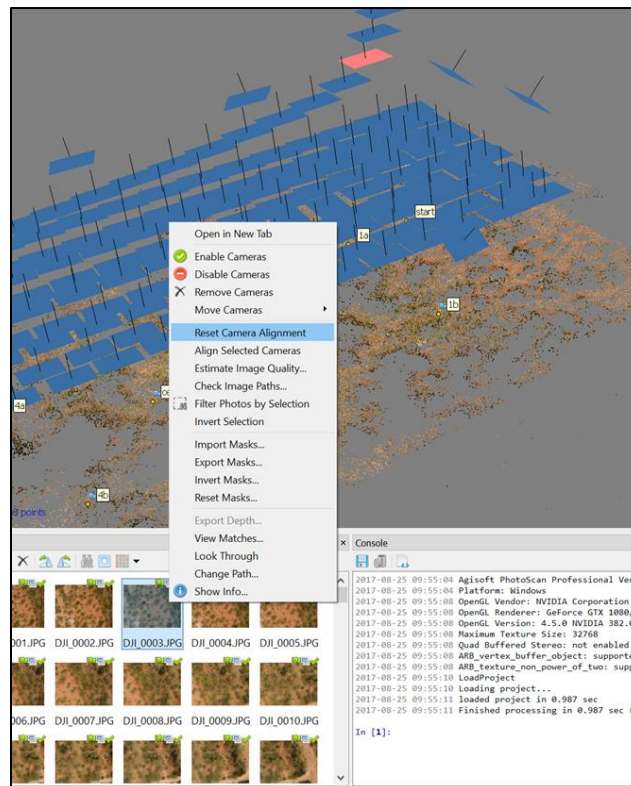 start
1a
1b
Open in New Tab
Enable Cameras
Disable Cameras
Remove Cameras
Move Cameras
Reset Camera Alignment
Align Selected Cameras
Estimate Image Quality...
Check Image Paths...
Filter Photos by Selection
Invert Selection
4a
ce
Import Masks...
Export Masks...
Invert Masks...
Reset Masks...
4b
points
Export Depth...
View Matches...
Look Through
Change Path...
Show Info...
Console
01.JPG DJI_0002.JPG DJI_0003.JPG DJI_0004.JPG DJI_0005.JPG
06.JPG DJI_0007.JPG DJI_0008.JPG DJI_0009.JPG DJI_0010.JPG
2017-08-25 09:55:04 Agisoft PhotoScan Professional Ver
2017-08-25 09:55:04 Platform: Windows
2017-08-25 09:55:08 OpenGL Vendor: NVIDIA Corporation
2017-08-25 09:55:08 OpenGL Renderer: GeForce GTX 1080/
2017-08-25 09:55:08 OpenGL Version: 4.5.0 NVIDIA 382.0
2017-08-25 09:55:08 Maximum Texture Size: 32768
2017-08-25 09:55:08 Quad Buffered Stereo: not enabled
2017-08-25 09:55:08 ARB_vertex_buffer_object: supporte
2017-08-25 09:55:08 ARB_texture_non_power_of_two: supp
2017-08-25 09:55:10 LoadProject
2017-08-25 09:55:10 Loading project...
2017-08-25 09:55:11 loaded project in 0.987 sec
2017-08-25 09:55:11 Finished processing in 0.987 sec
In [1]: